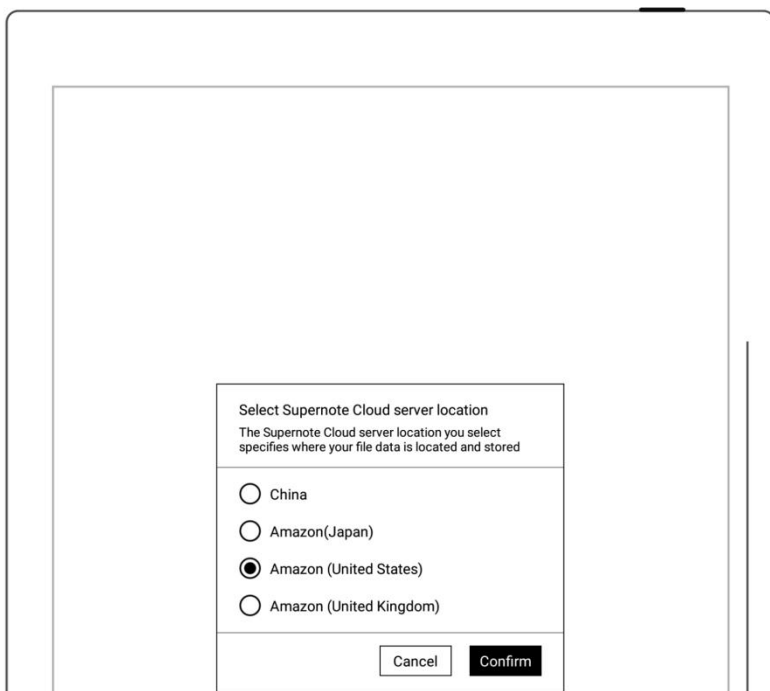 Select Supernote Cloud server location
The Supernote Cloud server location you select
specifies where your file data is located and stored
China
Amazon(Japan)
Amazon (United States)
Amazon (United Kingdom)
Cancel Confirm